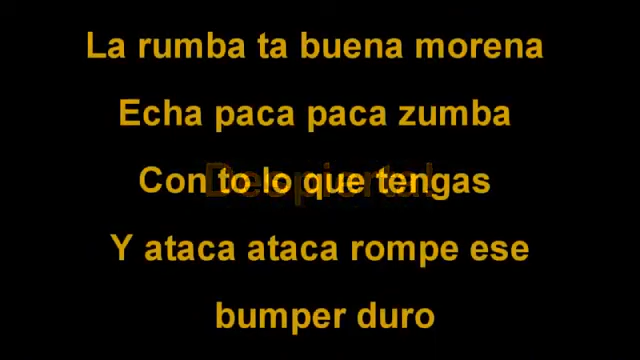 La rumba ta buena morena
Echa paca paca zumba
Con to lo que tengas
Despierta!
Y ataca ataca rompe ese
bumper duro